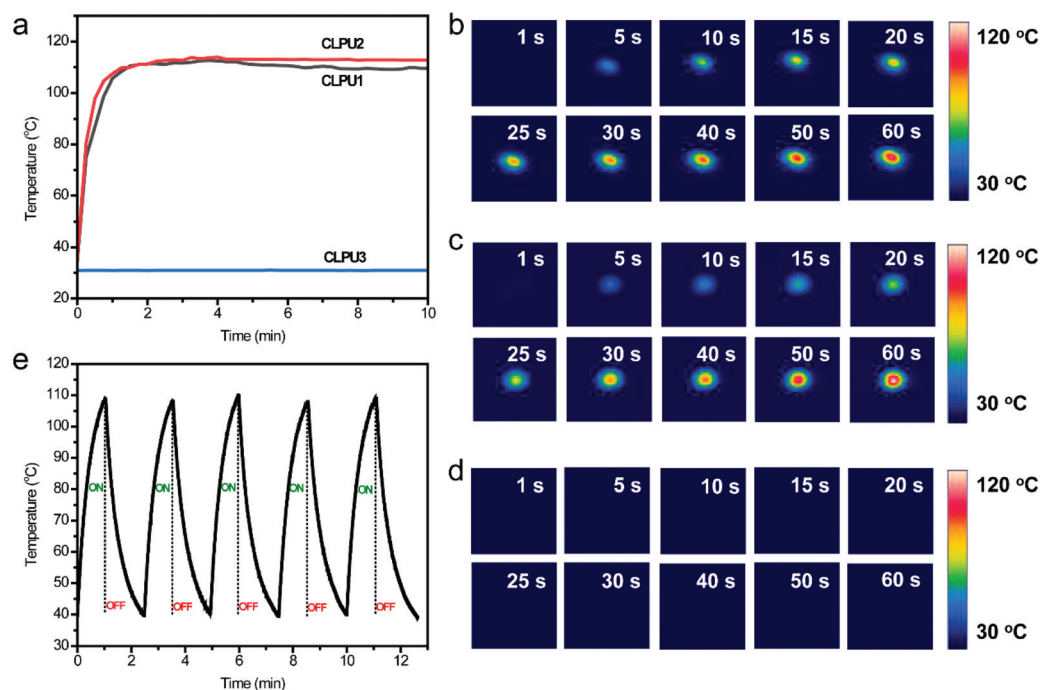 a
Temperature (°C)
120
100
80
60
40
20
CLPU2
CLPU1
CLPU3
0 2 4 6 8 10
Time (min)
b
1 s 5 s 10 s 15 s 20 s
25 s 30 s 40 s 50 s 60 s
120 °C
30 °C
c
1 s 5 s 10 s 15 s 20 s
25 s 30 s 40 s 50 s 60 s
120 °C
30 °C
d
1 s 5 s 10 s 15 s 20 s
25 s 30 s 40 s 50 s 60 s
120 °C
30 °C
e
Temperature (°C)
120
110
100
90
80
70
60
50
40
30
ON ON ON ON ON
OFF OFF OFF OFF OFF
0 2 4 6 8 10 12
Time (min)